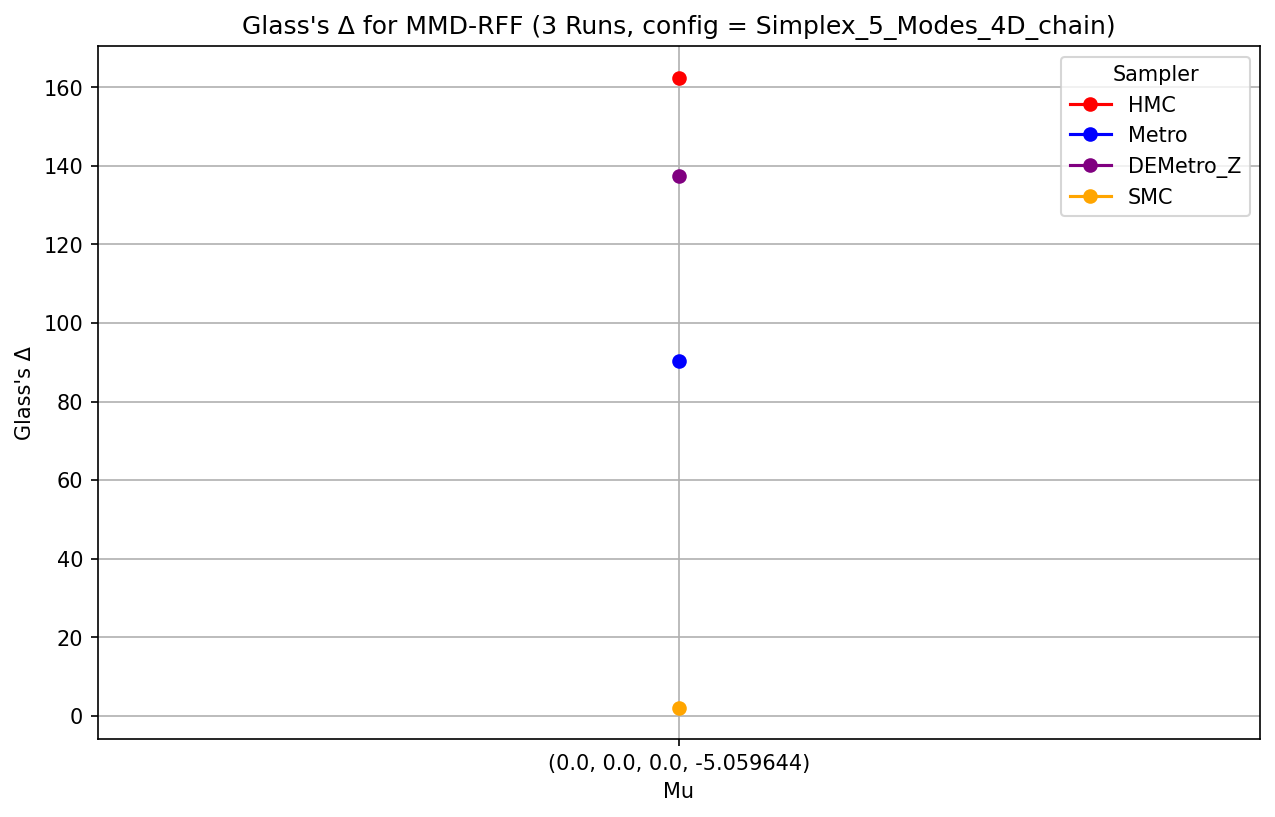 Glass's Δ for MMD-RFF (3 Runs, config = Simplex_5_Modes_4D_chain)
Sampler
HMC
Metro
DEMetro_Z
SMC
Glass's Δ
160
140
120
100
80
60
40
20
0
(0.0, 0.0, 0.0, -5.059644)
Mu